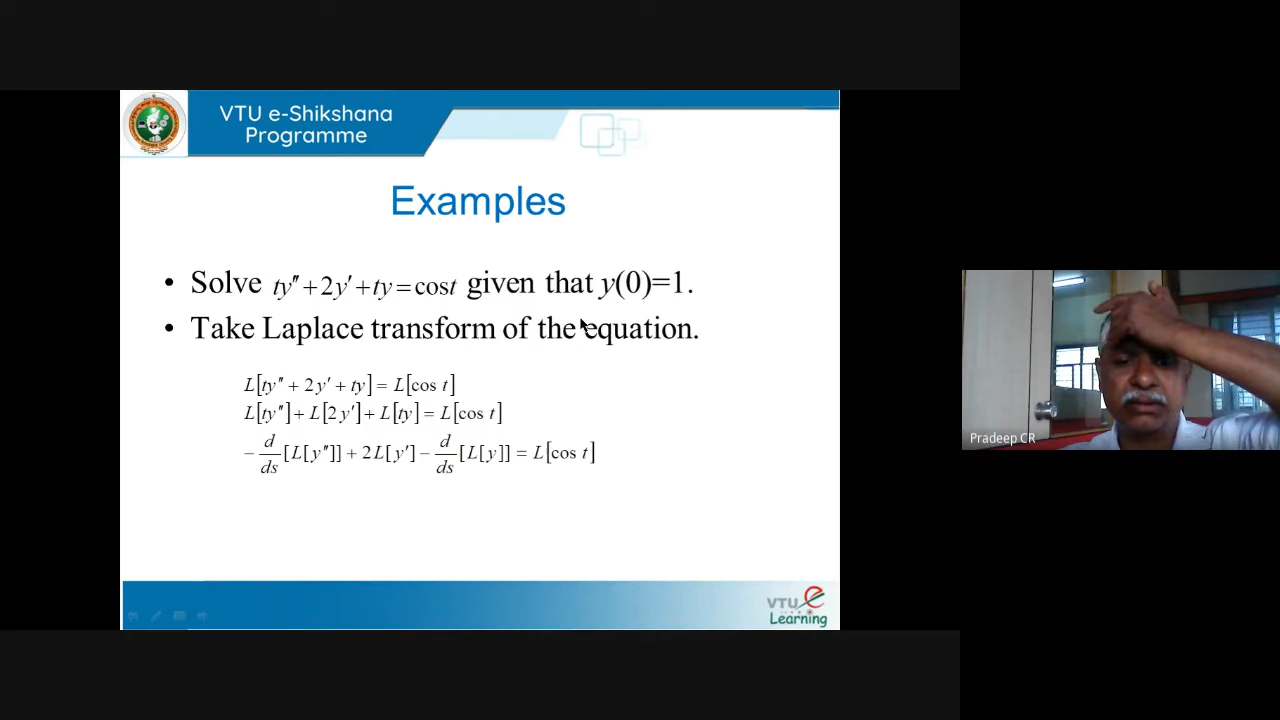 VTU e-Shikshana
Programme
Examples
• Solve ty″ + 2y′ + ty = cost given that y(0)=1.
• Take Laplace transform of the equation.
L[ty″ + 2y′ + ty] = L[cos t]
L[ty″] + L[2y′] + L[ty] = L[cos t]
− d/ds [L[y″]] + 2L[y′] − d/ds [L[y]] = L[cos t]
Pradeep CR
VTU e
Learning